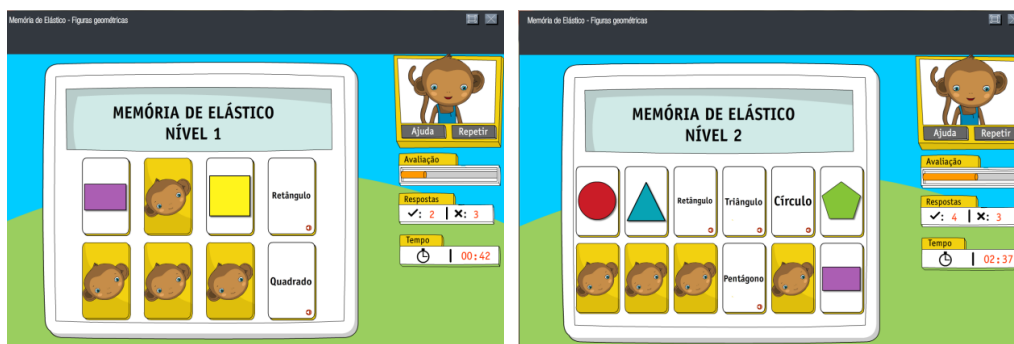 Memória de Elástico - Figuras geométricas
MEMÓRIA DE ELÁSTICO
NÍVEL 1
Retângulo
Quadrado
Ajuda
Repetir
Avaliação
Respostas
✓: 2 | ✗: 3
Tempo
00:42
Memória de Elástico - Figuras geométricas
MEMÓRIA DE ELÁSTICO
NÍVEL 2
Retângulo
Triângulo
Círculo
Pentágono
Ajuda
Repetir
Avaliação
Respostas
✓: 4 | ✗: 3
Tempo
02:37